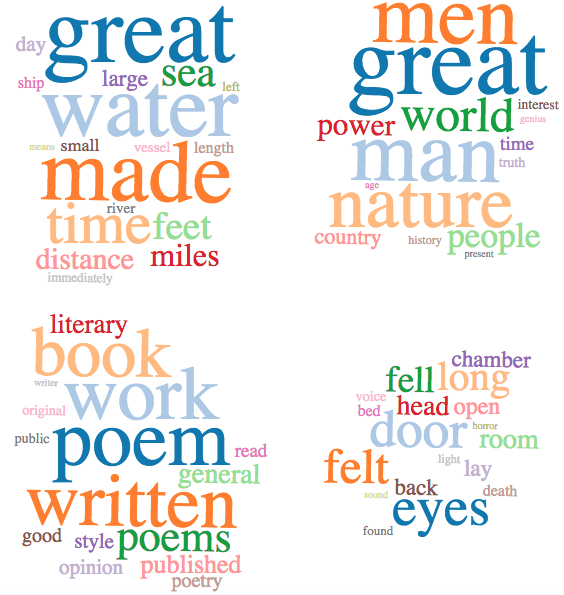 great
day
ship large sea left
water
means small vessel length
made
river
time feet
distance miles
immediately
men
great
power world interest
genius
man time
truth
age
nature
country history people
present
literary
book
writer
original work
public poem read
general
written
good style poems
opinion published
poetry
chamber
fell long
voice
bed head open
door horror room
light lay
felt
sound back death
eyes
found